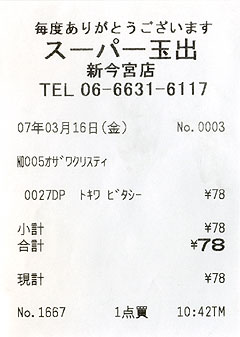 毎度ありがとうございます
スーパー玉出
新今宮店
TEL 06-6631-6117
07年03月16日(金) No.0003
№005オザワクリスティ
0027DP トキワ ビタシー ¥78
小計 ¥78
合計 ¥78
現計 ¥78
No.1667 1点買 10:42TM